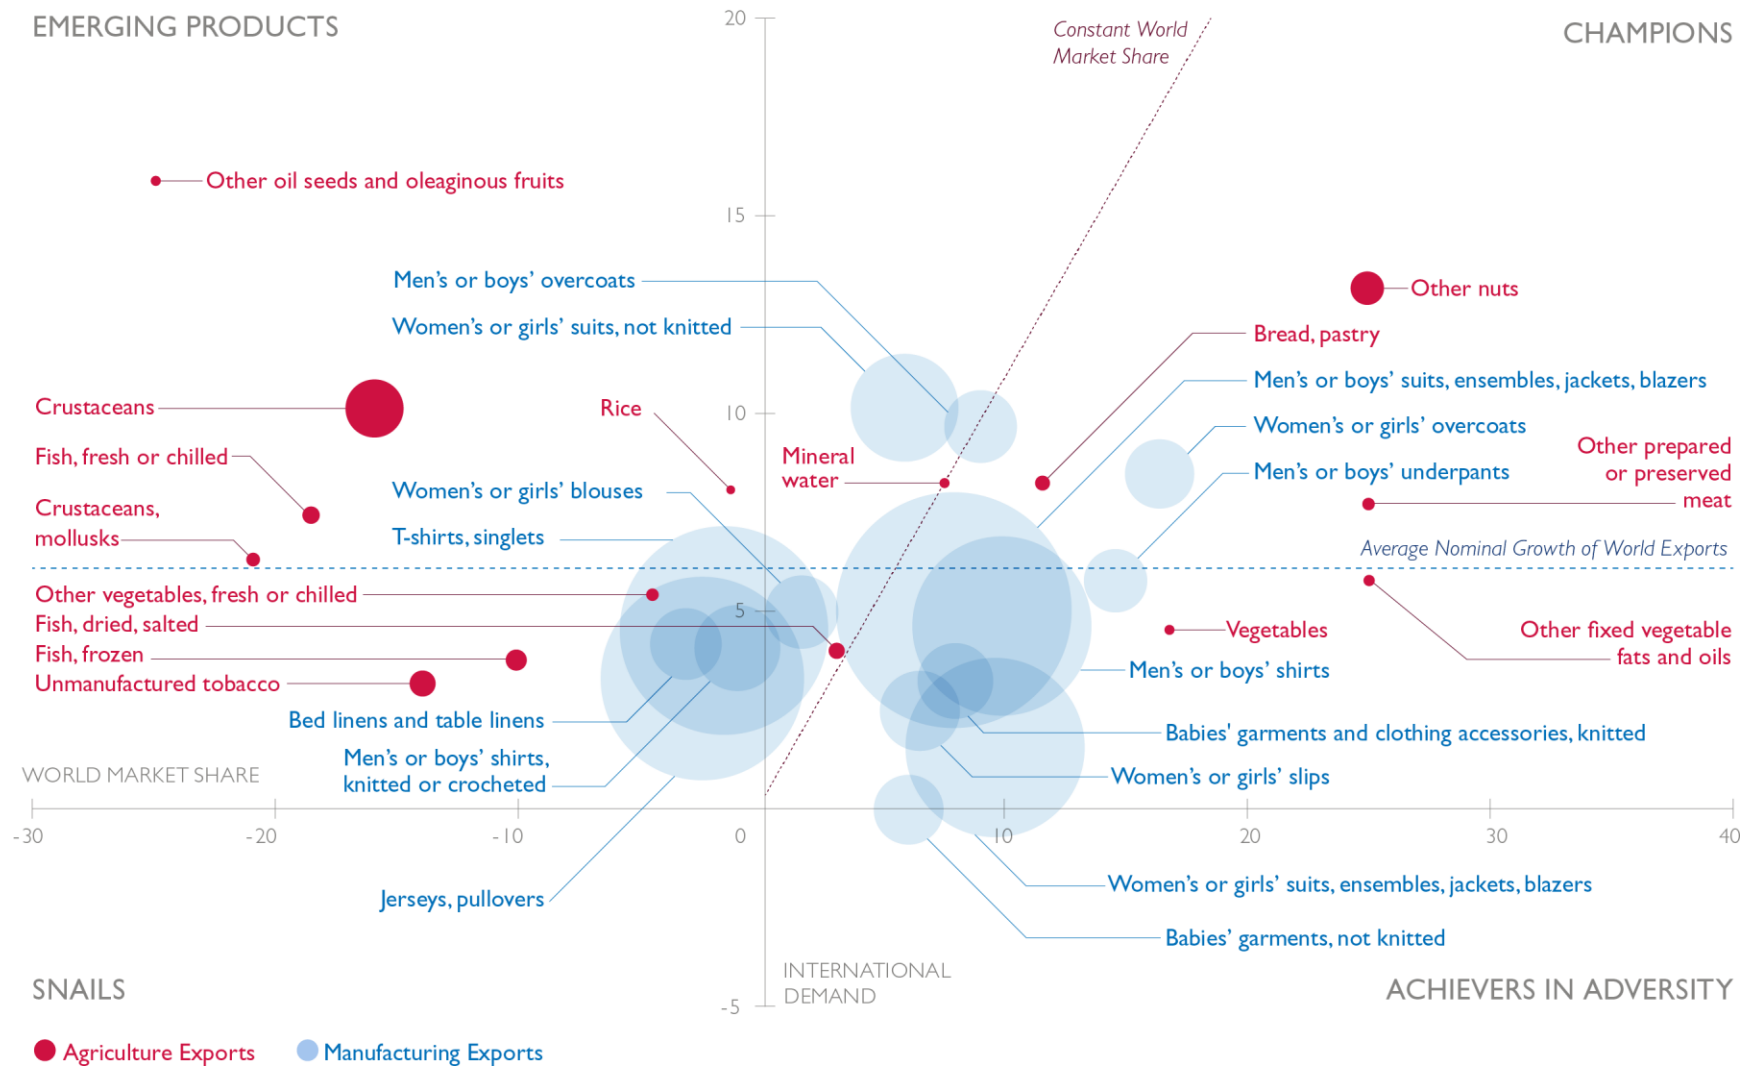 EMERGING PRODUCTS
CHAMPIONS
20
Constant World
Market Share
Other oil seeds and oleaginous fruits
15
Men's or boys' overcoats
Women's or girls' suits, not knitted
Other nuts
Bread, pastry
Men's or boys' suits, ensembles, jackets, blazers
Women's or girls' overcoats
Men's or boys' underpants
Other prepared
or preserved
meat
Crustaceans
Rice
10
Fish, fresh or chilled
Mineral
water
Women's or girls' blouses
Crustaceans,
mollusks
T-shirts, singlets
Average Nominal Growth of World Exports
Other vegetables, fresh or chilled
5
Fish, dried, salted
Fish, frozen
Unmanufactured tobacco
Vegetables
Other fixed vegetable
fats and oils
Men's or boys' shirts
Bed linens and table linens
Babies' garments and clothing accessories, knitted
Men's or boys' shirts,
knitted or crocheted
Women's or girls' slips
WORLD MARKET SHARE
-30
-20
-10
0
10
20
30
40
Jerseys, pullovers
Women's or girls' suits, ensembles, jackets, blazers
Babies' garments, not knitted
INTERNATIONAL
DEMAND
-5
SNAILS
ACHIEVERS IN ADVERSITY
Agriculture Exports
Manufacturing Exports